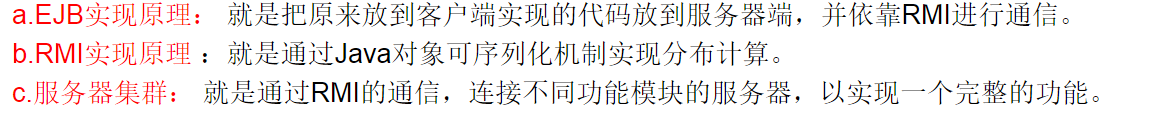 a.EJB实现原理： 就是把原来放到客户端实现的代码放到服务器端，并依靠RMI进行通信。
b.RMI实现原理 ：就是通过Java对象可序列化机制实现分布计算。
c.服务器集群： 就是通过RMI的通信，连接不同功能模块的服务器，以实现一个完整的功能。